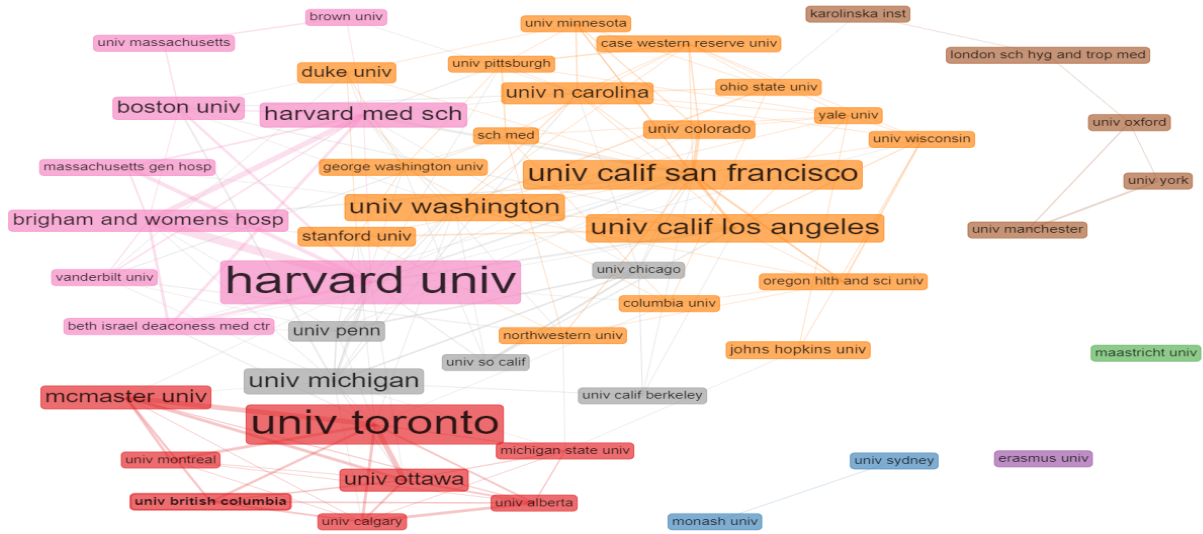 brown univ
univ massachusetts
univ minnesota
karolinska inst
case western reserve univ
london sch hyg and trop med
univ pittsburgh
duke univ
ohio state univ
univ n carolina
boston univ
harvard med sch
yale univ
univ oxford
univ colorado
sch med
univ wisconsin
massachusetts gen hosp
george washington univ
univ calif san francisco
univ york
univ washington
brigham and womens hosp
univ calif los angeles
univ manchester
stanford univ
univ chicago
vanderbilt univ
harvard univ
oregon hlth and sci univ
columbia univ
beth israel deaconess med ctr
univ penn
northwestern univ
johns hopkins univ
maastricht univ
univ so calif
univ michigan
univ calif berkeley
mcmaster univ
univ toronto
michigan state univ
univ montreal
univ sydney
erasmus univ
univ ottawa
univ british columbia
univ alberta
univ calgary
monash univ